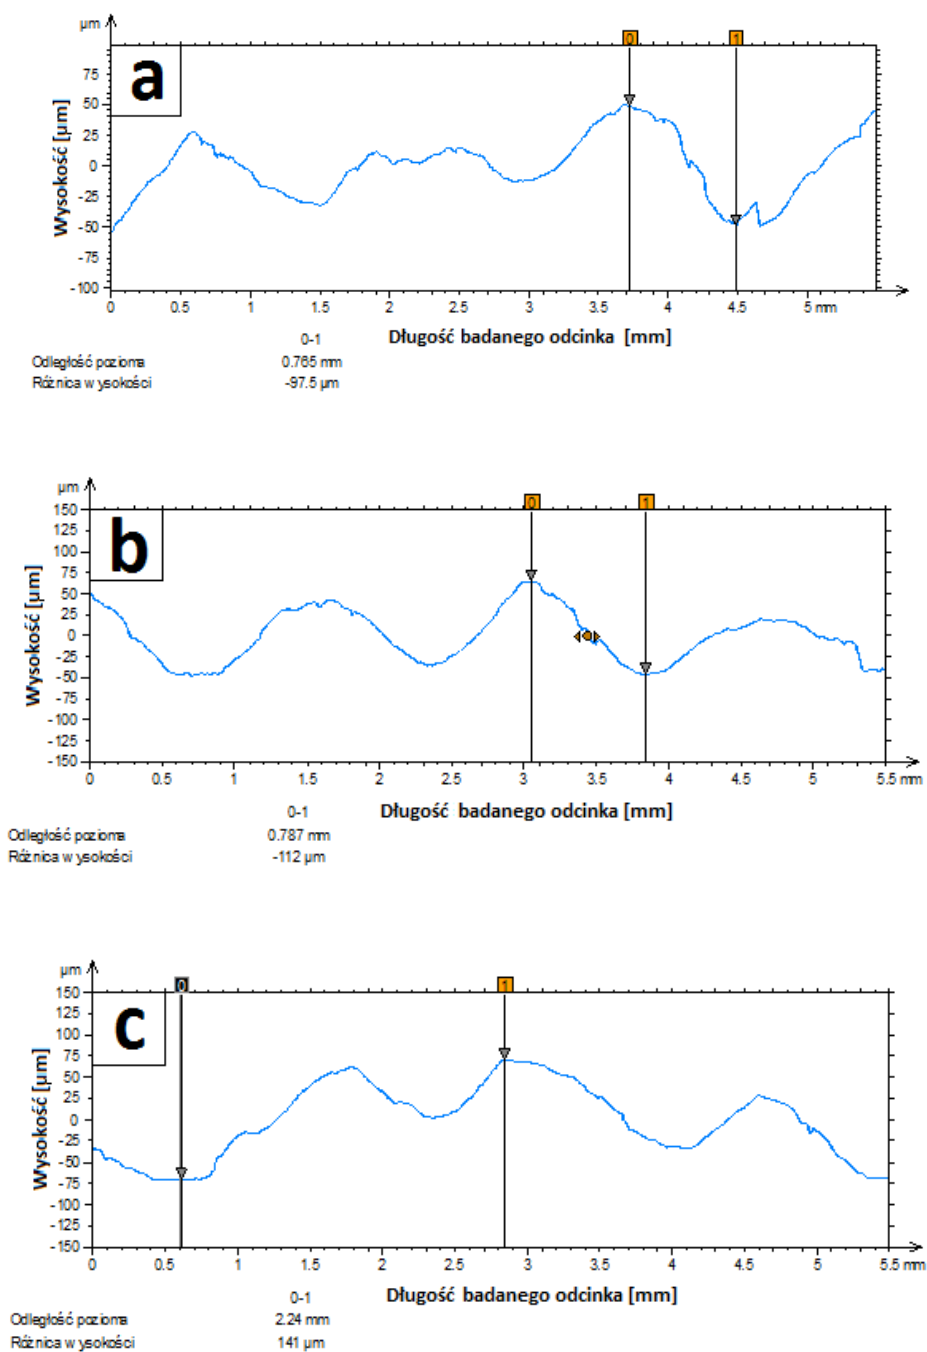 µm
a
0 1
75
50
25
0
-25
-50
-75
-100
Wysokość [µm]
0 0.5 1 1.5 2 2.5 3 3.5 4 4.5 5 mm
Długość badanego odcinka [mm]
0-1
Odległość pozioma 0.765 mm
Różnica wysokości -97.5 µm
µm
b
0 1
150
125
100
75
50
25
0
-25
-50
-75
-100
-125
-150
Wysokość [µm]
0 0.5 1 1.5 2 2.5 3 3.5 4 4.5 5 5.5 mm
Długość badanego odcinka [mm]
0-1
Odległość pozioma 0.787 mm
Różnica wysokości -112 µm
µm
c
0 1
150
125
100
75
50
25
0
-25
-50
-75
-100
-125
-150
Wysokość [µm]
0 0.5 1 1.5 2 2.5 3 3.5 4 4.5 5 5.5 mm
Długość badanego odcinka [mm]
0-1
Odległość pozioma 2.24 mm
Różnica wysokości 141 µm